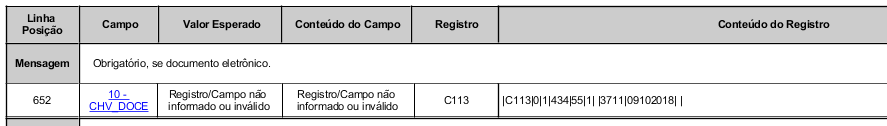 Linha Posição Campo Valor Esperado Conteúdo do Campo Registro Conteúdo do Registro
Mensagem Obrigatório, se documento eletrônico.
652 10 - CHV_DOCE Registro/Campo não informado ou inválido Registro/Campo não informado ou inválido C113 |C113|0|1|434|55|1| |3711|09102018| |